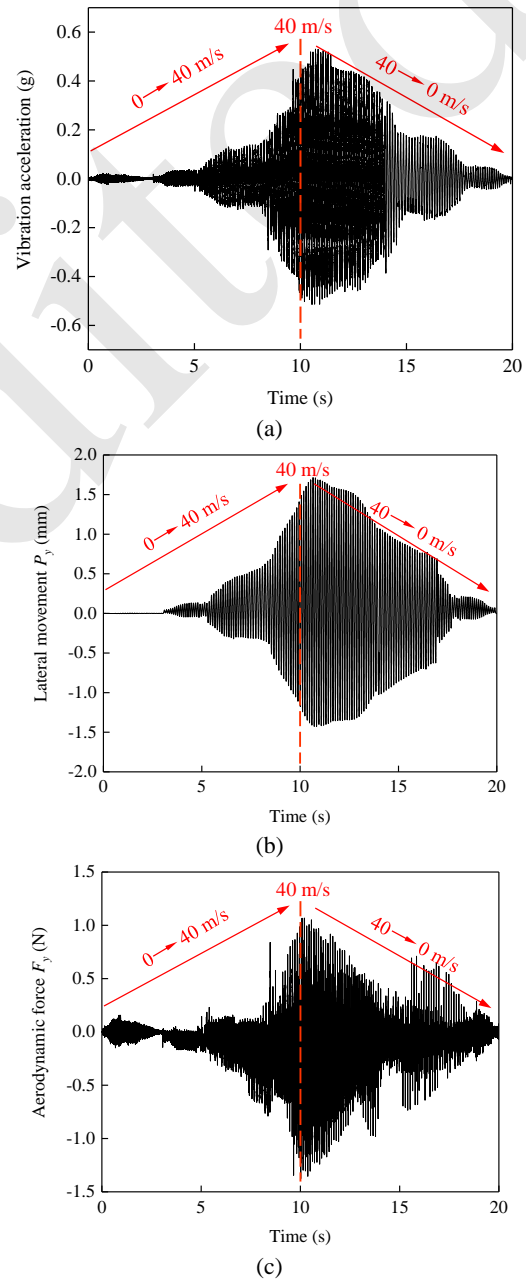 40 m/s
0→40 m/s
40→0 m/s
Vibration acceleration (g)
0.6
0.4
0.2
0.0
-0.2
-0.4
-0.6
0 5 10 15 20
Time (s)
(a)
40 m/s
0→40 m/s
40→0 m/s
Lateral movement Py (mm)
2.0
1.5
1.0
0.5
0.0
-0.5
-1.0
-1.5
-2.0
0 5 10 15 20
Time (s)
(b)
40 m/s
0→40 m/s
40→0 m/s
Aerodynamic force Fy (N)
1.5
1.0
0.5
0.0
-0.5
-1.0
-1.5
0 5 10 15 20
Time (s)
(c)